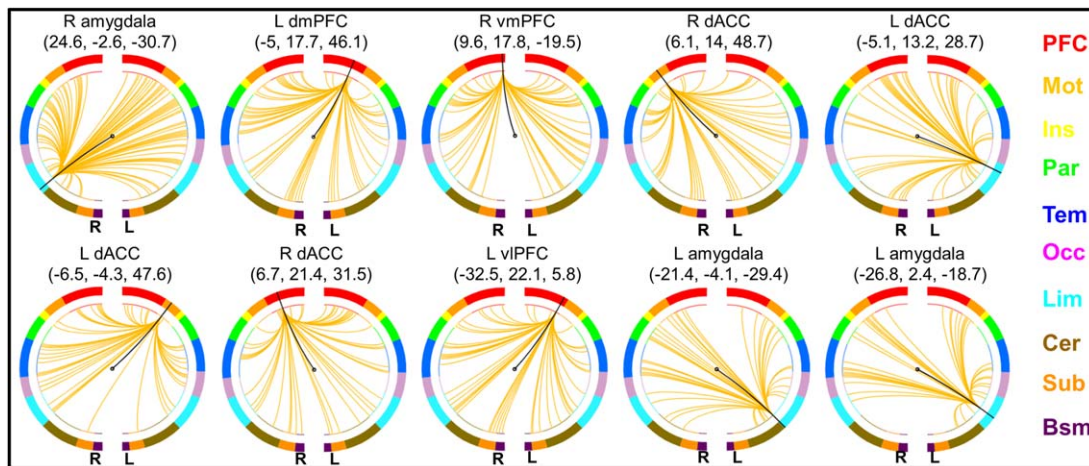 R amygdala
(24.6, -2.6, -30.7)
L dmPFC
(-5, 17.7, 46.1)
R vmPFC
(9.6, 17.8, -19.5)
R dACC
(6.1, 14, 48.7)
L dACC
(-5.1, 13.2, 28.7)
R L
R L
R L
R L
R L
L dACC
(-6.5, -4.3, 47.6)
R dACC
(6.7, 21.4, 31.5)
L vlPFC
(-32.5, 22.1, 5.8)
L amygdala
(-21.4, -4.1, -29.4)
L amygdala
(-26.8, 2.4, -18.7)
R L
R L
R L
R L
R L
PFC
Mot
Ins
Par
Tem
Occ
Lim
Cer
Sub
Bsm